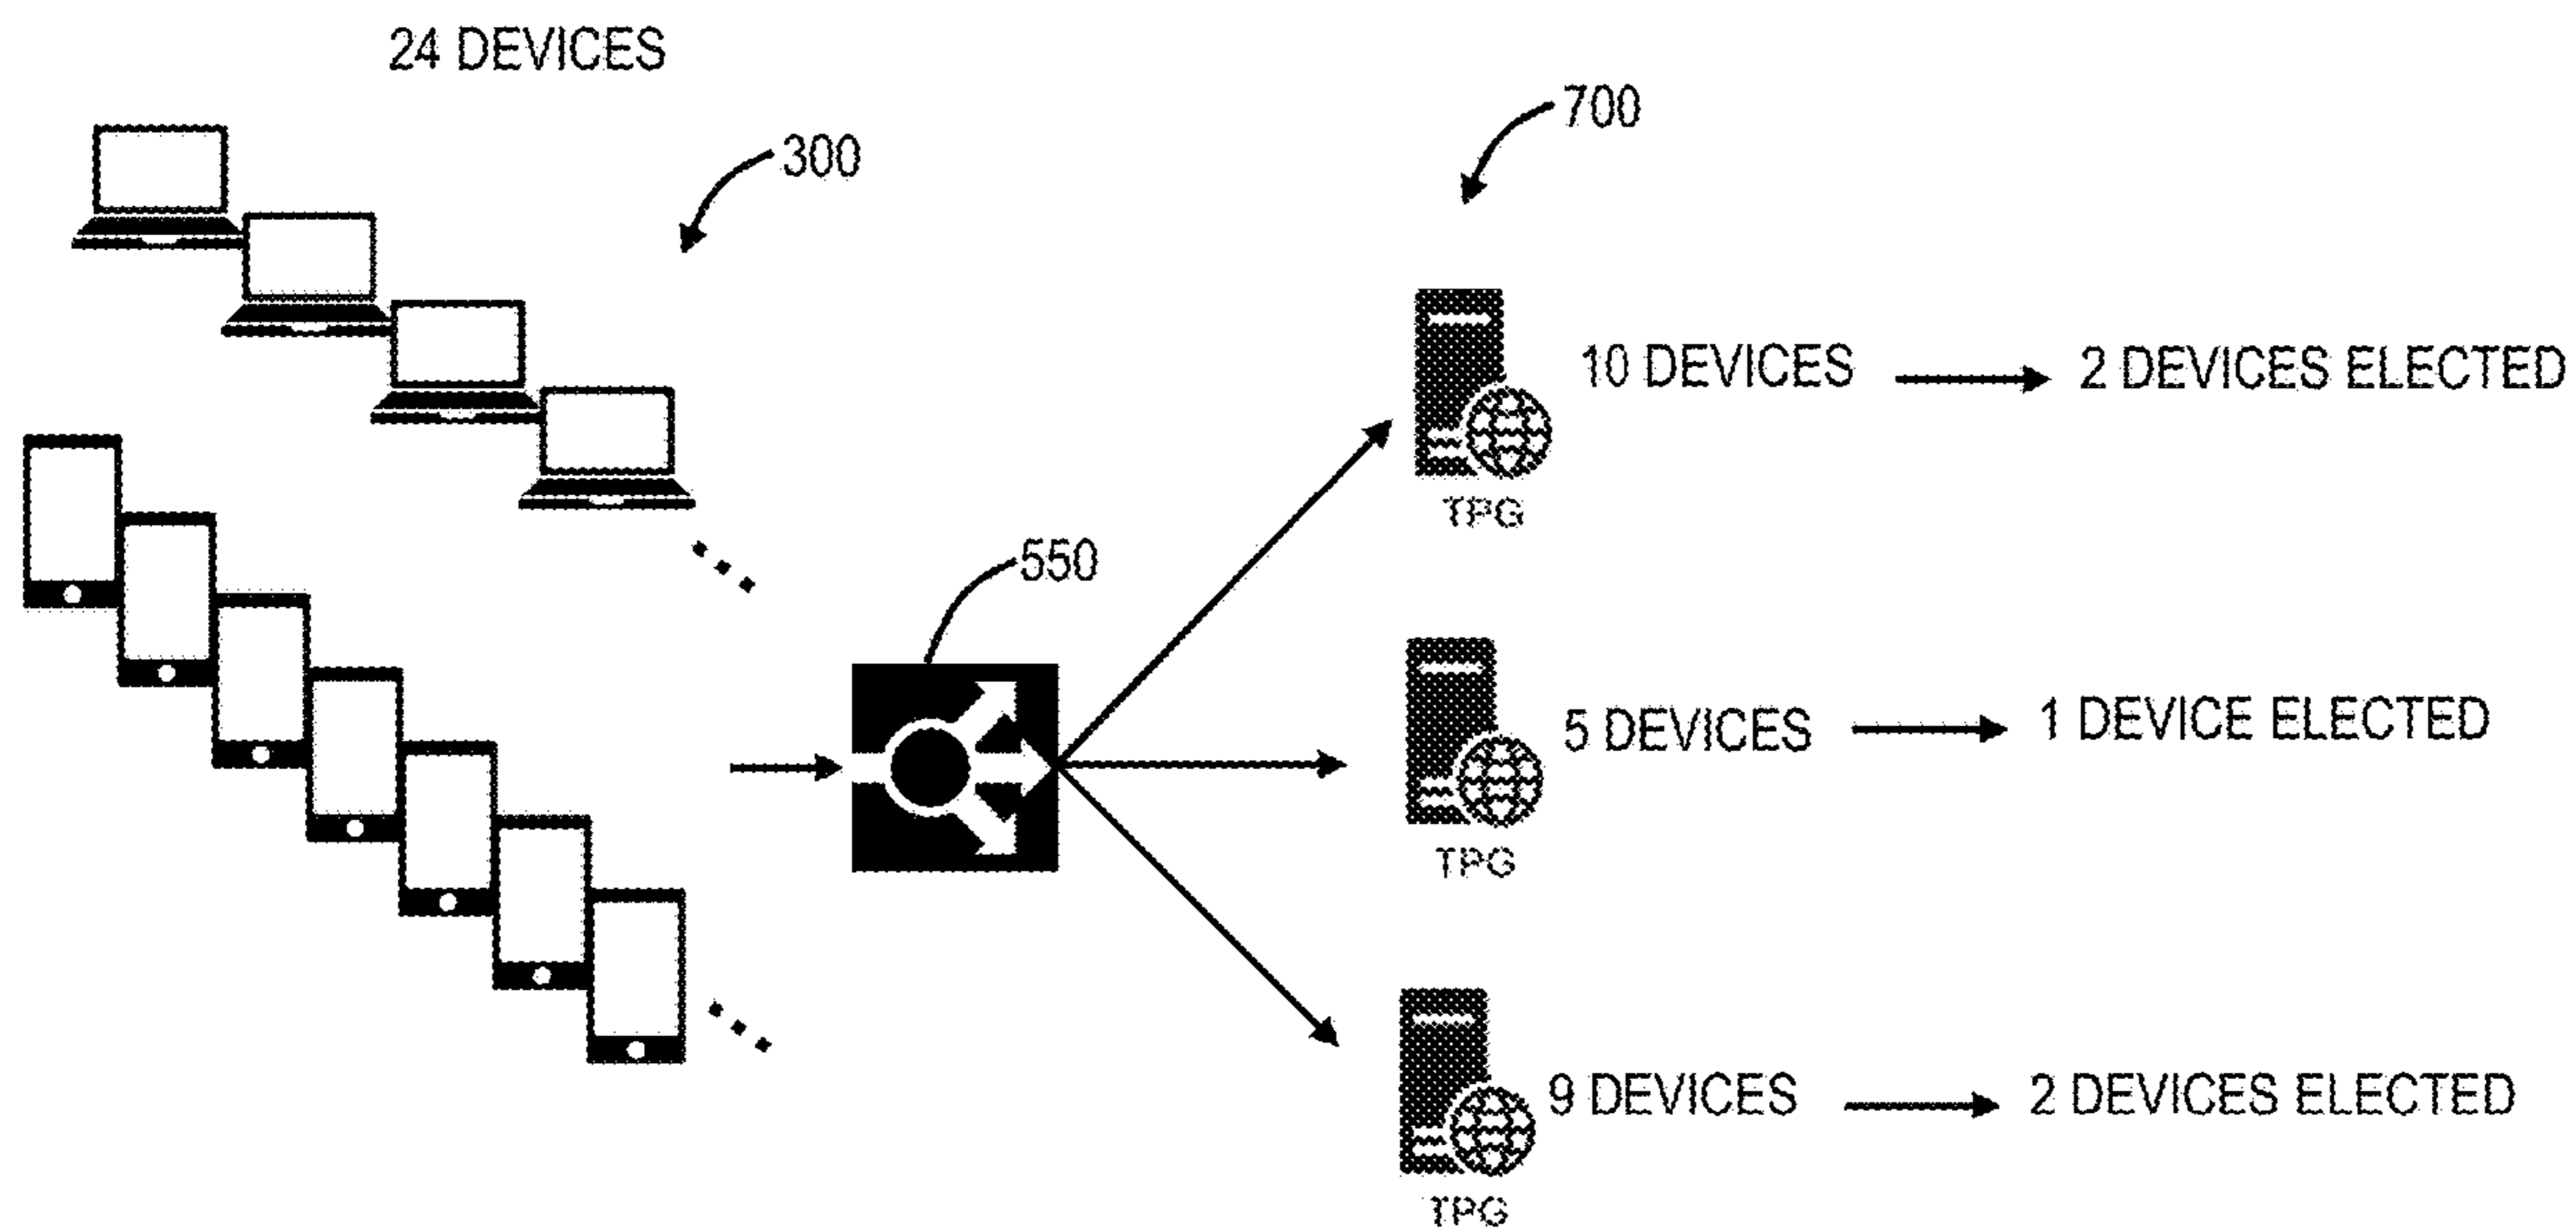 24 DEVICES
300
700
10 DEVICES
2 DEVICES ELECTED
TPG
550
5 DEVICES
1 DEVICE ELECTED
TPG
9 DEVICES
2 DEVICES ELECTED
TPG